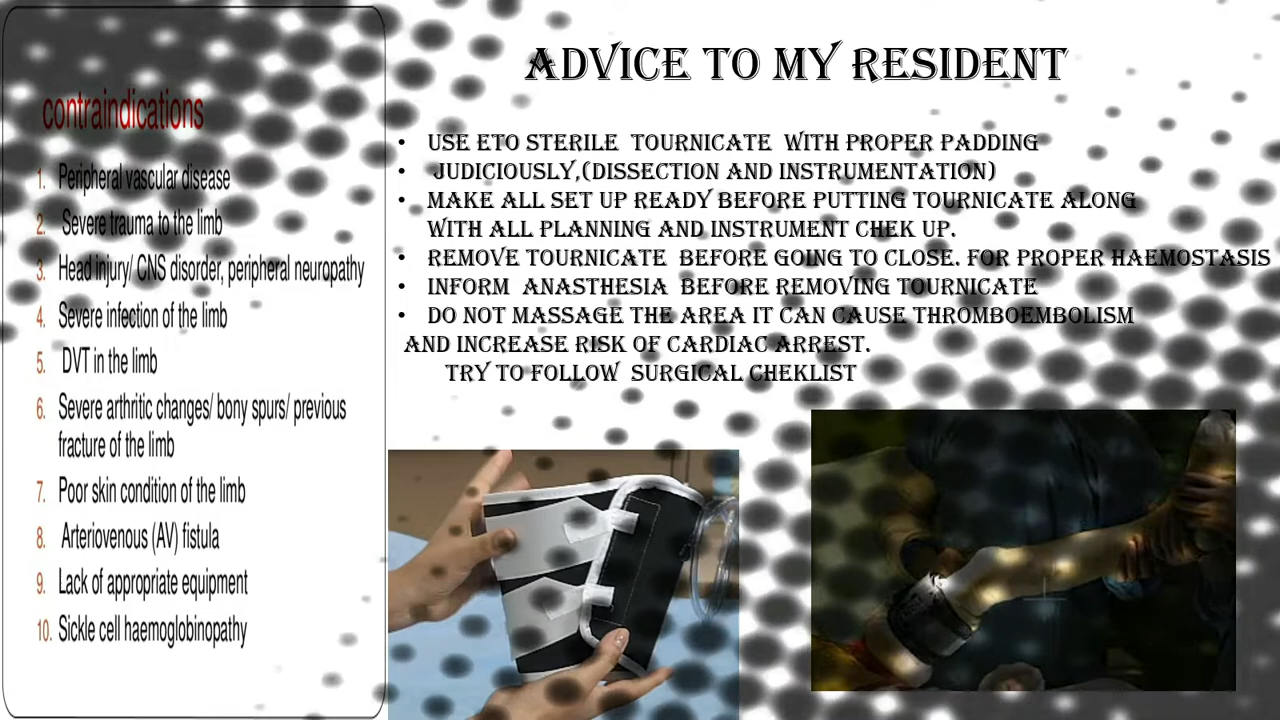 contraindications
1. Peripheral vascular disease
2. Severe trauma to the limb
3. Head injury/ CNS disorder, peripheral neuropathy
4. Severe infection of the limb
5. DVT in the limb
6. Severe arthritic changes/ bony spurs/ previous
fracture of the limb
7. Poor skin condition of the limb
8. Arteriovenous (AV) fistula
9. Lack of appropriate equipment
10. Sickle cell haemoglobinopathy
ADVICE TO MY RESIDENT
• USE ETO STERILE TOURNICATE WITH PROPER PADDING
• JUDICIOUSLY,(DISSECTION AND INSTRUMENTATION)
• MAKE ALL SET UP READY BEFORE PUTTING TOURNICATE ALONG
WITH ALL PLANNING AND INSTRUMENT CHEK UP.
• REMOVE TOURNICATE BEFORE GOING TO CLOSE. FOR PROPER HAEMOSTASIS
• INFORM ANASTHESIA BEFORE REMOVING TOURNICATE
• DO NOT MASSAGE THE AREA IT CAN CAUSE THROMBOEMBOLISM
AND INCREASE RISK OF CARDIAC ARREST.
TRY TO FOLLOW SURGICAL CHEKLIST